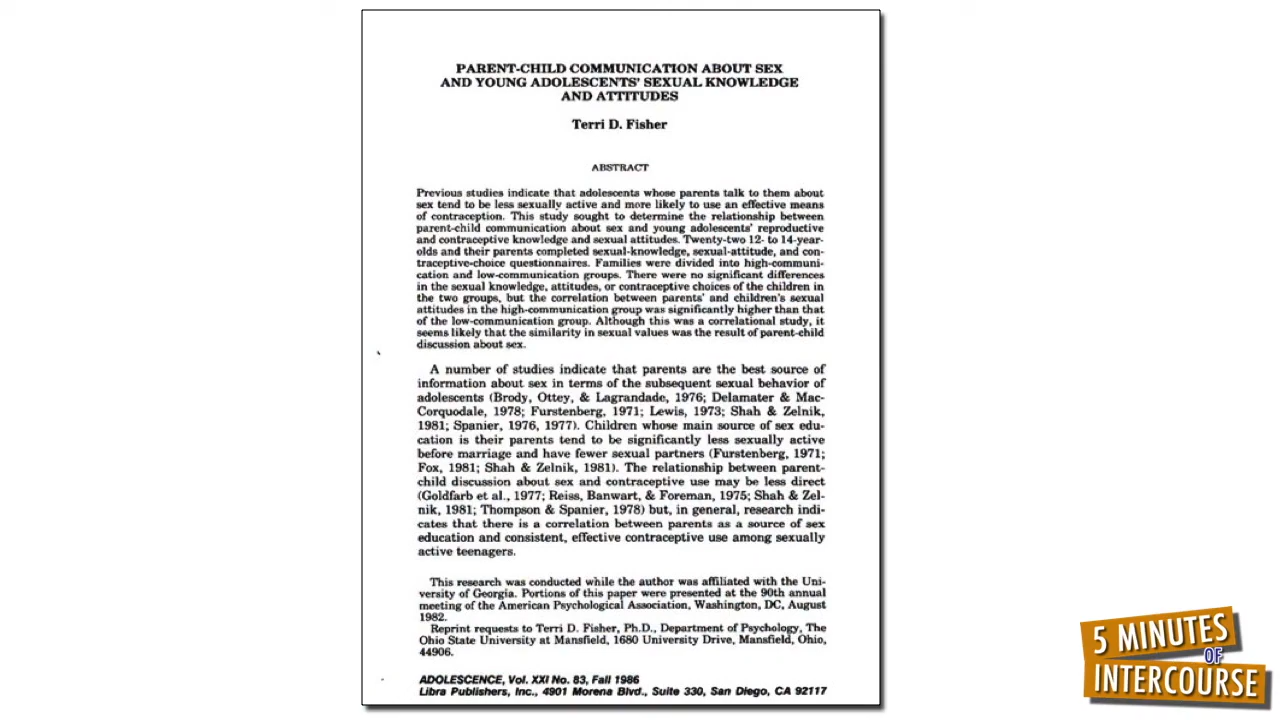 PARENT-CHILD COMMUNICATION ABOUT SEX
AND YOUNG ADOLESCENTS' SEXUAL KNOWLEDGE
AND ATTITUDES
Terri D. Fisher
ABSTRACT
Previous studies indicate that adolescents whose parents talk to them about
sex tend to be less sexually active and more likely to use an effective means
of contraception. This study sought to determine the relationship between
parent-child communication about sex and young adolescents' reproductive
and contraceptive knowledge and sexual attitudes. Twenty-two 12- to 14-year-
olds and their parents completed sexual-knowledge, sexual-attitude, and con-
traceptive-choice questionnaires. Families were divided into high-communi-
cation and low-communication groups. There were no significant differences
in the sexual knowledge, attitudes, or contraceptive choices of the children in
the two groups, but the correlation between parents' and children's sexual
attitudes in the high-communication group was significantly higher than that
of the low-communication group. Although this was a correlational study, it
seems likely that the similarity in sexual values was the result of parent-child
discussion about sex.
A number of studies indicate that parents are the best source of
information about sex in terms of the subsequent sexual behavior of
adolescents (Brody, Ottey, & Lagrandade, 1976; Delamater & Mac-
Corquodale, 1978; Furstenberg, 1971; Lewis, 1973; Shah & Zelnik,
1981; Spanier, 1976, 1977). Children whose main source of sex edu-
cation is their parents tend to be significantly less sexually active
before marriage and have fewer sexual partners (Furstenberg, 1971;
Fox, 1981; Shah & Zelnik, 1981). The relationship between parent-
child discussion about sex and contraceptive use may be less direct
(Goldfarb et al., 1977; Reiss, Banwart, & Foreman, 1975; Shah & Zel-
nik, 1981; Thompson & Spanier, 1978) but, in general, research indi-
cates that there is a correlation between parents as a source of sex
education and consistent, effective contraceptive use among sexually
active teenagers.
This research was conducted while the author was affiliated with the Uni-
versity of Georgia. Portions of this paper were presented at the 90th annual
meeting of the American Psychological Association, Washington, DC, August
1982.
Reprint requests to Terri D. Fisher, Ph.D., Department of Psychology, The
Ohio State University at Mansfield, 1680 University Drive, Mansfield, Ohio,
44906.
ADOLESCENCE, Vol. XXI No. 83, Fall 1986
Libra Publishers, Inc., 4901 Morena Blvd., Suite 330, San Diego, CA 92117
5 MINUTES
OF
INTERCOURSE